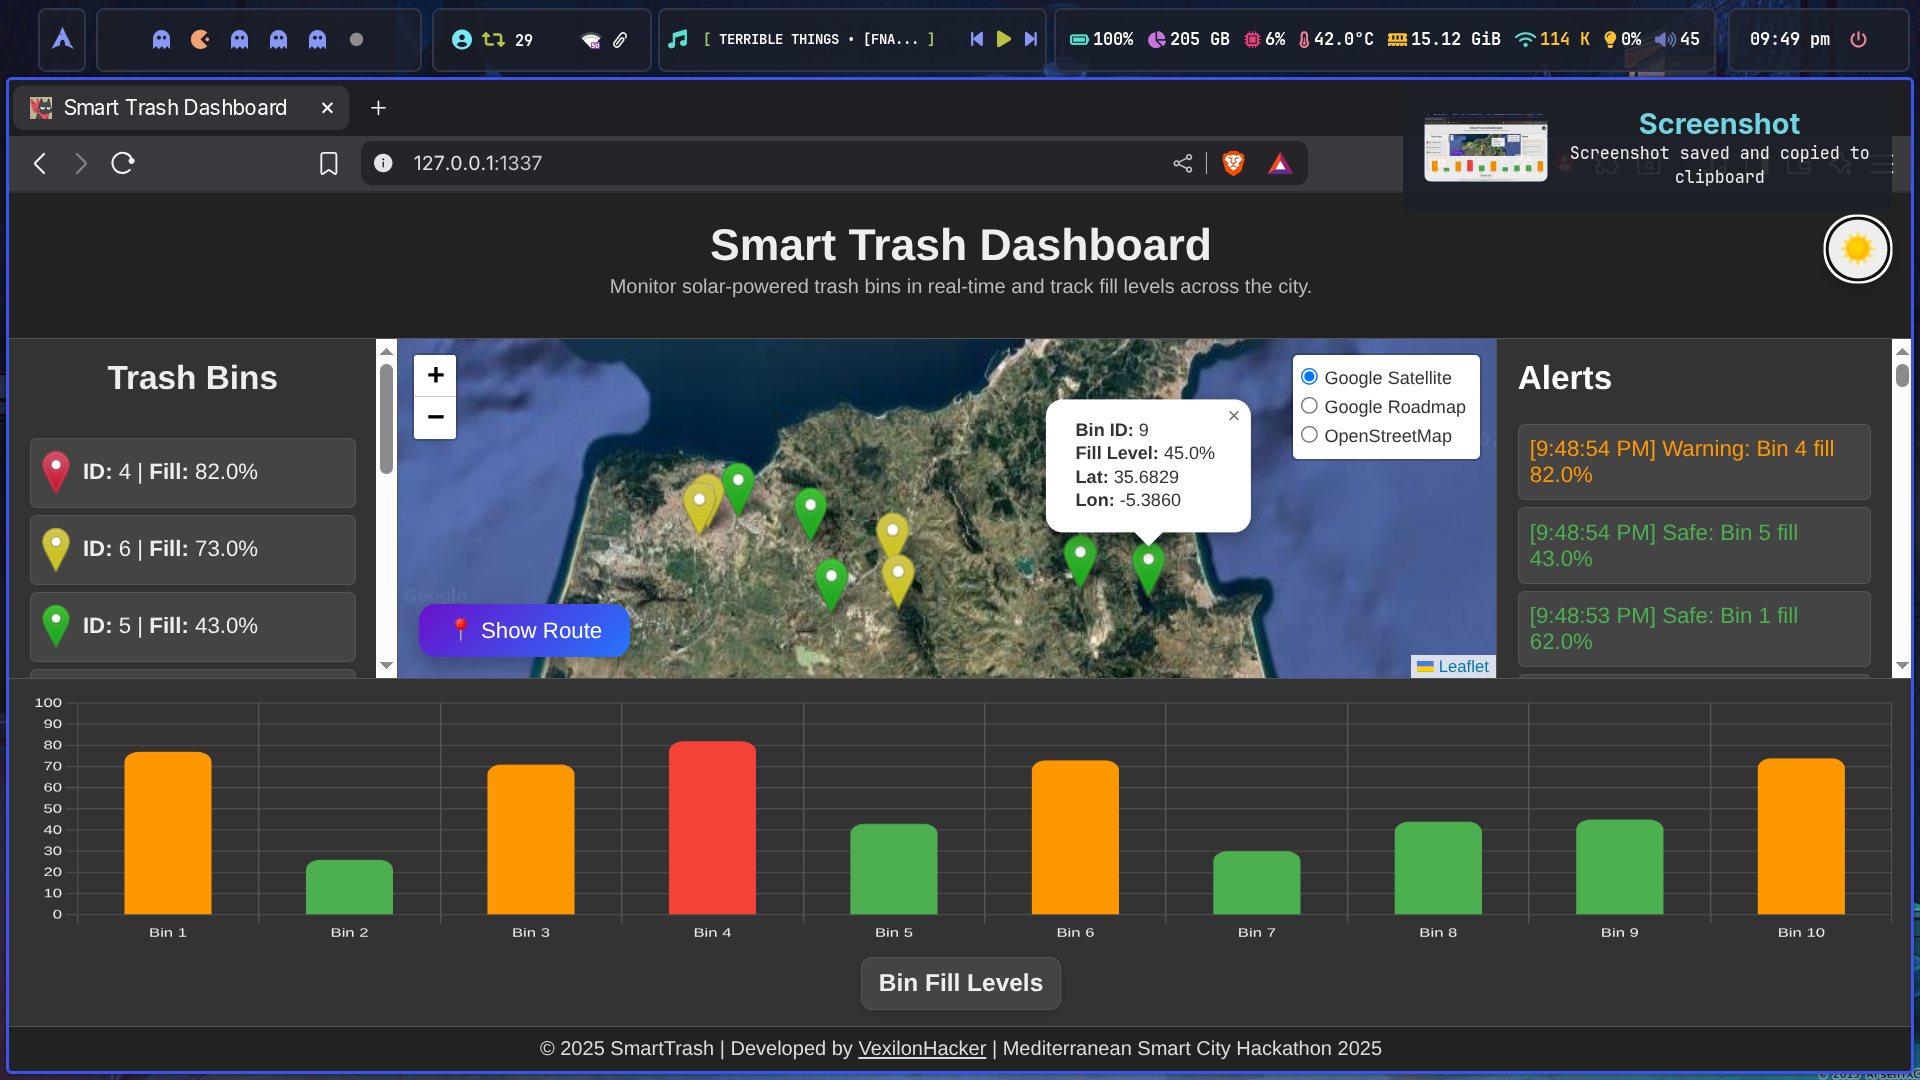 29
[ TERRIBLE THINGS • [FNA... ]
100%
205 GB
6%
42.0°C
15.12 GiB
114 K
0%
45
09:49 pm
Smart Trash Dashboard
127.0.0.1:1337
Screenshot
Screenshot saved and copied to
clipboard
Smart Trash Dashboard
Monitor solar-powered trash bins in real-time and track fill levels across the city.
Trash Bins
ID: 4 | Fill: 82.0%
ID: 6 | Fill: 73.0%
ID: 5 | Fill: 43.0%
+
−
Bin ID: 9
Fill Level: 45.0%
Lat: 35.6829
Lon: -5.3860
Google Satellite
Google Roadmap
OpenStreetMap
Google
Show Route
Leaflet
Alerts
[9:48:54 PM] Warning: Bin 4 fill
82.0%
[9:48:54 PM] Safe: Bin 5 fill
43.0%
[9:48:53 PM] Safe: Bin 1 fill
62.0%
100
90
80
70
60
50
40
30
20
10
0
Bin 1
Bin 2
Bin 3
Bin 4
Bin 5
Bin 6
Bin 7
Bin 8
Bin 9
Bin 10
Bin Fill Levels
© 2025 SmartTrash | Developed by VexilonHacker | Mediterranean Smart City Hackathon 2025